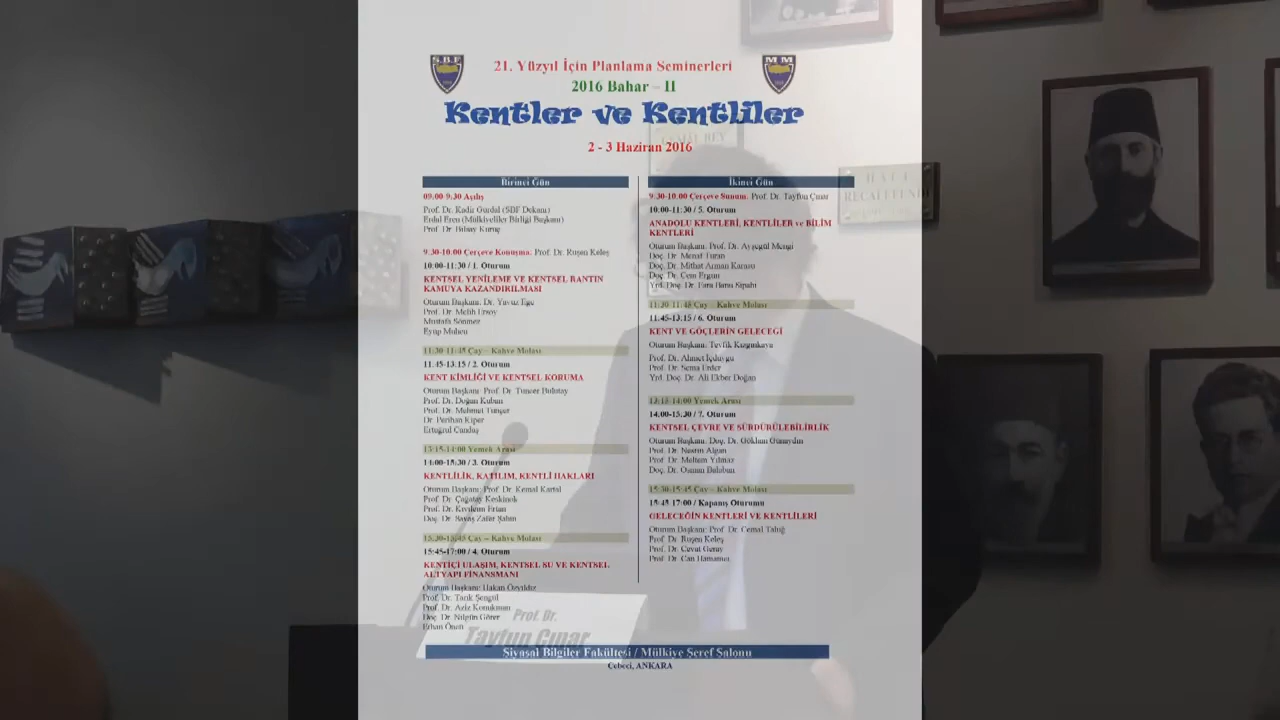 S.B.F
21. Yüzyıl İçin Planlama Seminerleri
M M
2016 Bahar – II
Kentler ve Kentliler
2 - 3 Haziran 2016
Birinci Gün
09.00-9:30 Açılış
Prof. Dr. Kadir Gürdal (SBF Dekanı)
Erdal Eren (Mülkiyeliler Birliği Başkanı)
Prof. Dr. Bilsay Kuruç
9.30-10.00 Çerçeve Konuşma: Prof. Dr. Ruşen Keleş
10:00-11:30 / 1. Oturum
KENTSEL YENİLEME VE KENTSEL RANTIN
KAMUYA KAZANDIRILMASI
Oturum Başkanı: Dr. Yavuz Ege
Prof. Dr. Melih Ersoy
Mustafa Sönmez
Eyüp Muhcu
11:30-11:45 Çay – Kahve Molası
11:45-13:15 / 2. Oturum
KENT KİMLİĞİ VE KENTSEL KORUMA
Oturum Başkanı: Prof. Dr. Tuncer Bulutay
Prof. Dr. Doğan Kuban
Prof. Dr. Mehmet Tunçer
Dr. Perihan Kiper
Ertuğrul
13:15-14:00 Yemek Arası
14:00-15:30 / 3. Oturum
KENTLİLİK, KATILIM, KENTLİ HAKLARI
Oturum Başkanı: Prof. Dr. Kemal Kartal
Prof. Dr. Çağatay Keskinok
Prof. Dr. Kıvılcım Ertan
Doç. Dr. Savaş Zafer Şahin
15:30-15:45 Çay – Kahve Molası
15:45-17:00 / 4. Oturum
KENTİÇİ ULAŞIM, KENTSEL SU VE KENTSEL
ALTYAPI FİNANSMANI
Oturum Başkanı: Hakan Özyıldız
Prof. Dr. Tarık Şengül
Prof. Dr. Aziz Konukman
Doç. Dr. Nilgün Görer
Erhan Öncü
İkinci Gün
9:30-10.00 Çerçeve Sunum: Prof. Dr. Tayfun Çınar
10:00-11:30 / 5. Oturum
ANADOLU KENTLERİ, KENTLİLER ve BİLİM
KENTLERİ
Oturum Başkanı: Prof. Dr. Ayşegül Mengi
Doç. Dr. Menaf Turan
Doç. Dr. Mithat Arman Karasu
Doç. Dr. Cem Ergun
Yrd. Doç. Dr. Esra Banu Sipahi
11:30-11:45 Çay – Kahve Molası
11:45-13:15 / 6. Oturum
KENT VE GÖÇLERİN GELECEĞİ
Oturum Başkanı: Tevfik Kızgınkaya
Prof. Dr. Ahmet İçduygu
Prof. Dr. Sema Erder
Yrd. Doç. Dr. Ali Ekber Doğan
13:15-14:00 Yemek Arası
14:00-15:30 / 7. Oturum
KENTSEL ÇEVRE VE SÜRDÜRÜLEBİLİRLİK
Oturum Başkanı: Doç. Dr. Gökhan Günaydın
Prof. Dr. Nesrin Algan
Prof. Dr. Meltem Yılmaz
Doç. Dr. Osman Balaban
15:30-15:45 Çay – Kahve Molası
15:45-17:00 / Kapanış Oturumu
GELECEĞİN KENTLERİ VE KENTLİLERİ
Oturum Başkanı: Prof. Dr. Cemal Taluğ
Prof. Dr. Ruşen Keleş
Prof. Dr. Cevat Geray
Prof. Dr. Can Hamamcı
Siyasal Bilgiler Fakültesi / Mülkiye Şeref Salonu
Cebeci, ANKARA
Prof. Dr.
Tayfun Çınar
RECAİ EFENDİ